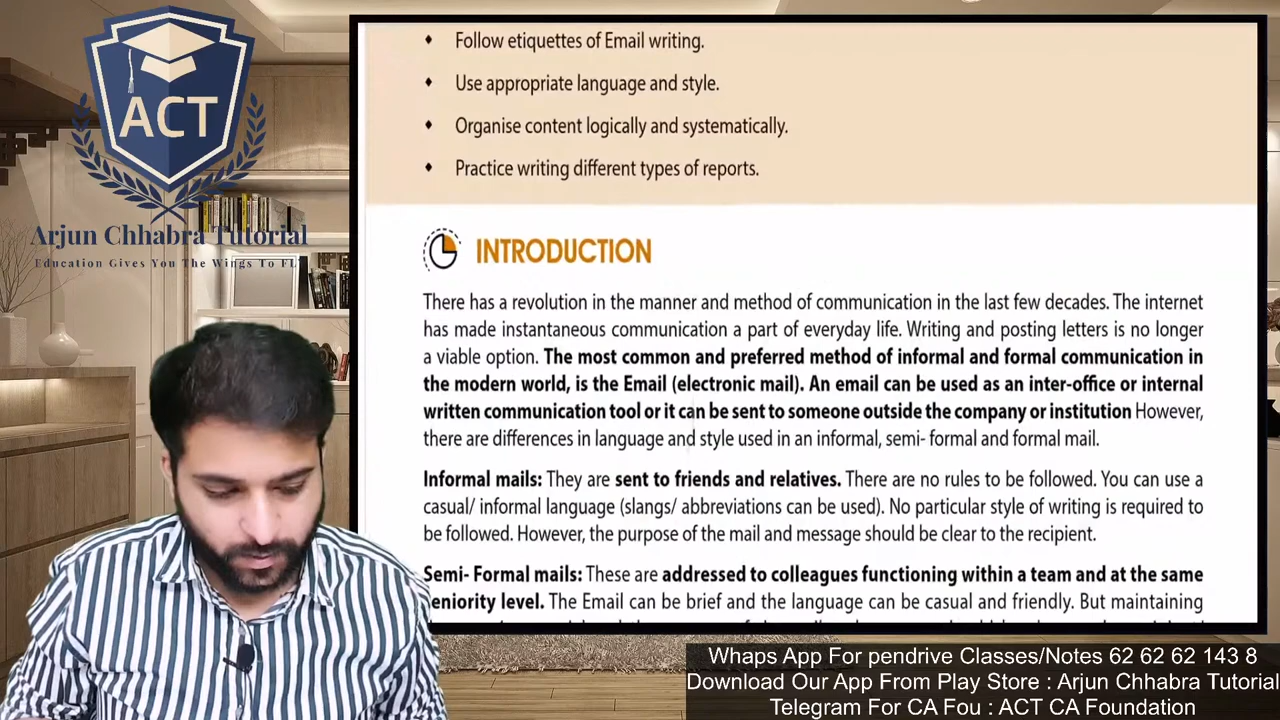 ACT
Arjun Chhabra Tutorial
Education Gives You The Wings To
• Follow etiquettes of Email writing.
• Use appropriate language and style.
• Organise content logically and systematically.
• Practice writing different types of reports.
INTRODUCTION
There has a revolution in the manner and method of communication in the last few decades. The internet
has made instantaneous communication a part of everyday life. Writing and posting letters is no longer
a viable option. The most common and preferred method of informal and formal communication in
the modern world, is the Email (electronic mail). An email can be used as an inter-office or internal
written communication tool or it can be sent to someone outside the company or institution However,
there are differences in language and style used in an informal, semi- formal and formal mail.
Informal mails: They are sent to friends and relatives. There are no rules to be followed. You can use a
casual/ informal language (slangs/ abbreviations can be used). No particular style of writing is required to
be followed. However, the purpose of the mail and message should be clear to the recipient.
Semi- Formal mails: These are addressed to colleagues functioning within a team and at the same
eniority level. The Email can be brief and the language can be casual and friendly. But maintaining
Whaps App For pendrive Classes/Notes 62 62 62 143 8
Download Our App From Play Store : Arjun Chhabra Tutorial
Telegram For CA Fou : ACT CA Foundation